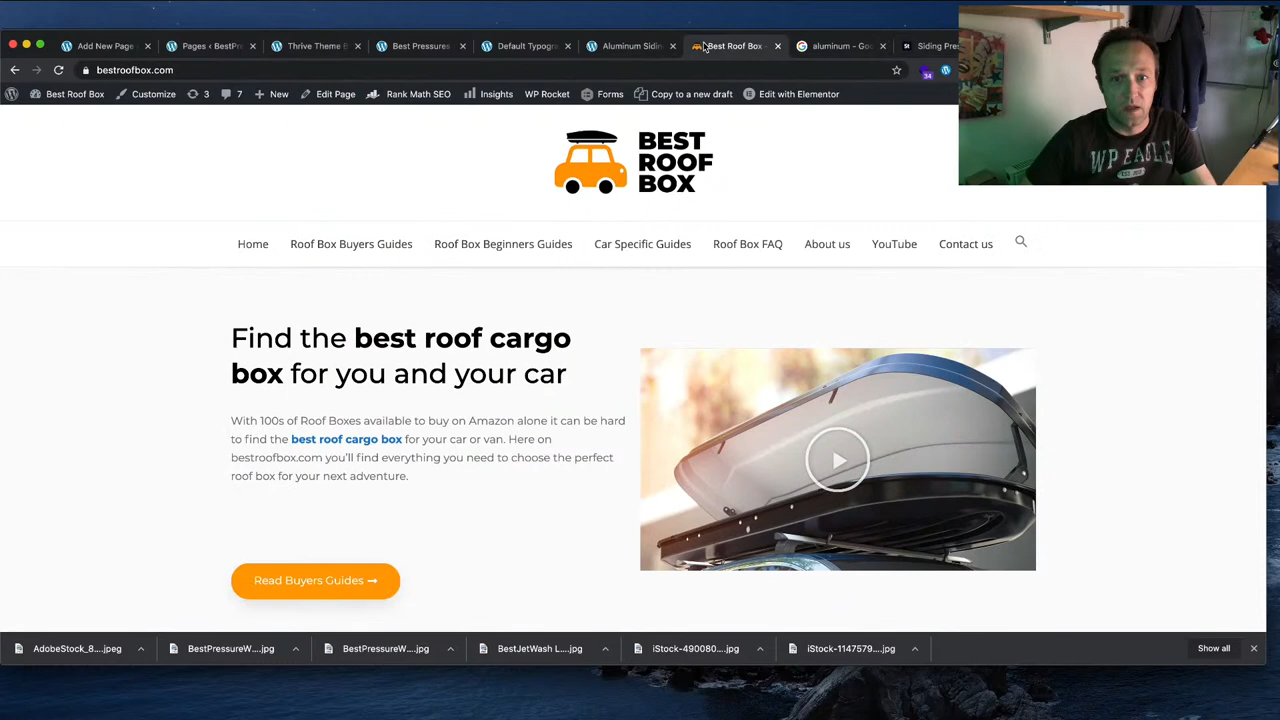 Add New Page
Pages ‹ BestPr
Thrive Theme B
Best Pressures
Default Typogre
Aluminum Sidin
Best Roof Box -
aluminum - Goo
St
Siding Pres
bestroofbox.com
34
Best Roof Box
Customize
3
7
New
Edit Page
Rank Math SEO
Insights
WP Rocket
Forms
Copy to a new draft
Edit with Elementor
BEST
ROOF
BOX
WP EAGLE
Home
Roof Box Buyers Guides
Roof Box Beginners Guides
Car Specific Guides
Roof Box FAQ
About us
YouTube
Contact us
Find the best roof cargo
box for you and your car
With 100s of Roof Boxes available to buy on Amazon alone it can be hard
to find the best roof cargo box for your car or van. Here on
bestroofbox.com you'll find everything you need to choose the perfect
roof box for your next adventure.
Read Buyers Guides →
AdobeStock_8....jpeg
BestPressureW....jpg
BestPressureW....jpg
BestJetWash L....jpg
iStock-490080....jpg
iStock-1147579....jpg
Show all